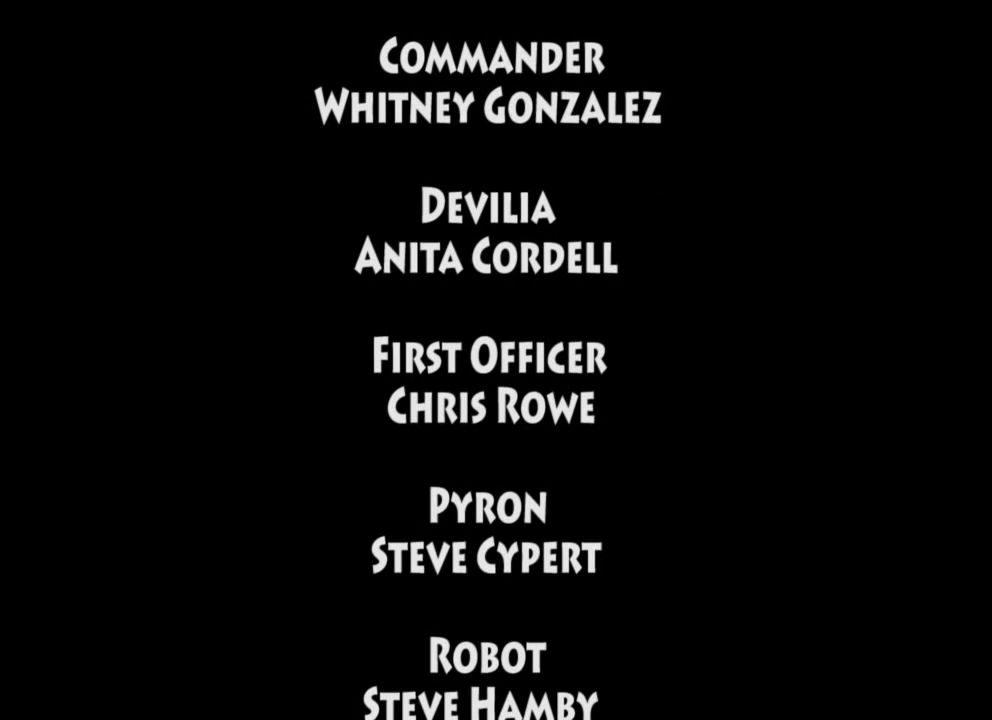 COMMANDER
WHITNEY GONZALEZ
DEVILIA
ANITA CORDELL
FIRST OFFICER
CHRIS ROWE
PYRON
STEVE CYPERT
ROBOT
STEVE HAMBY